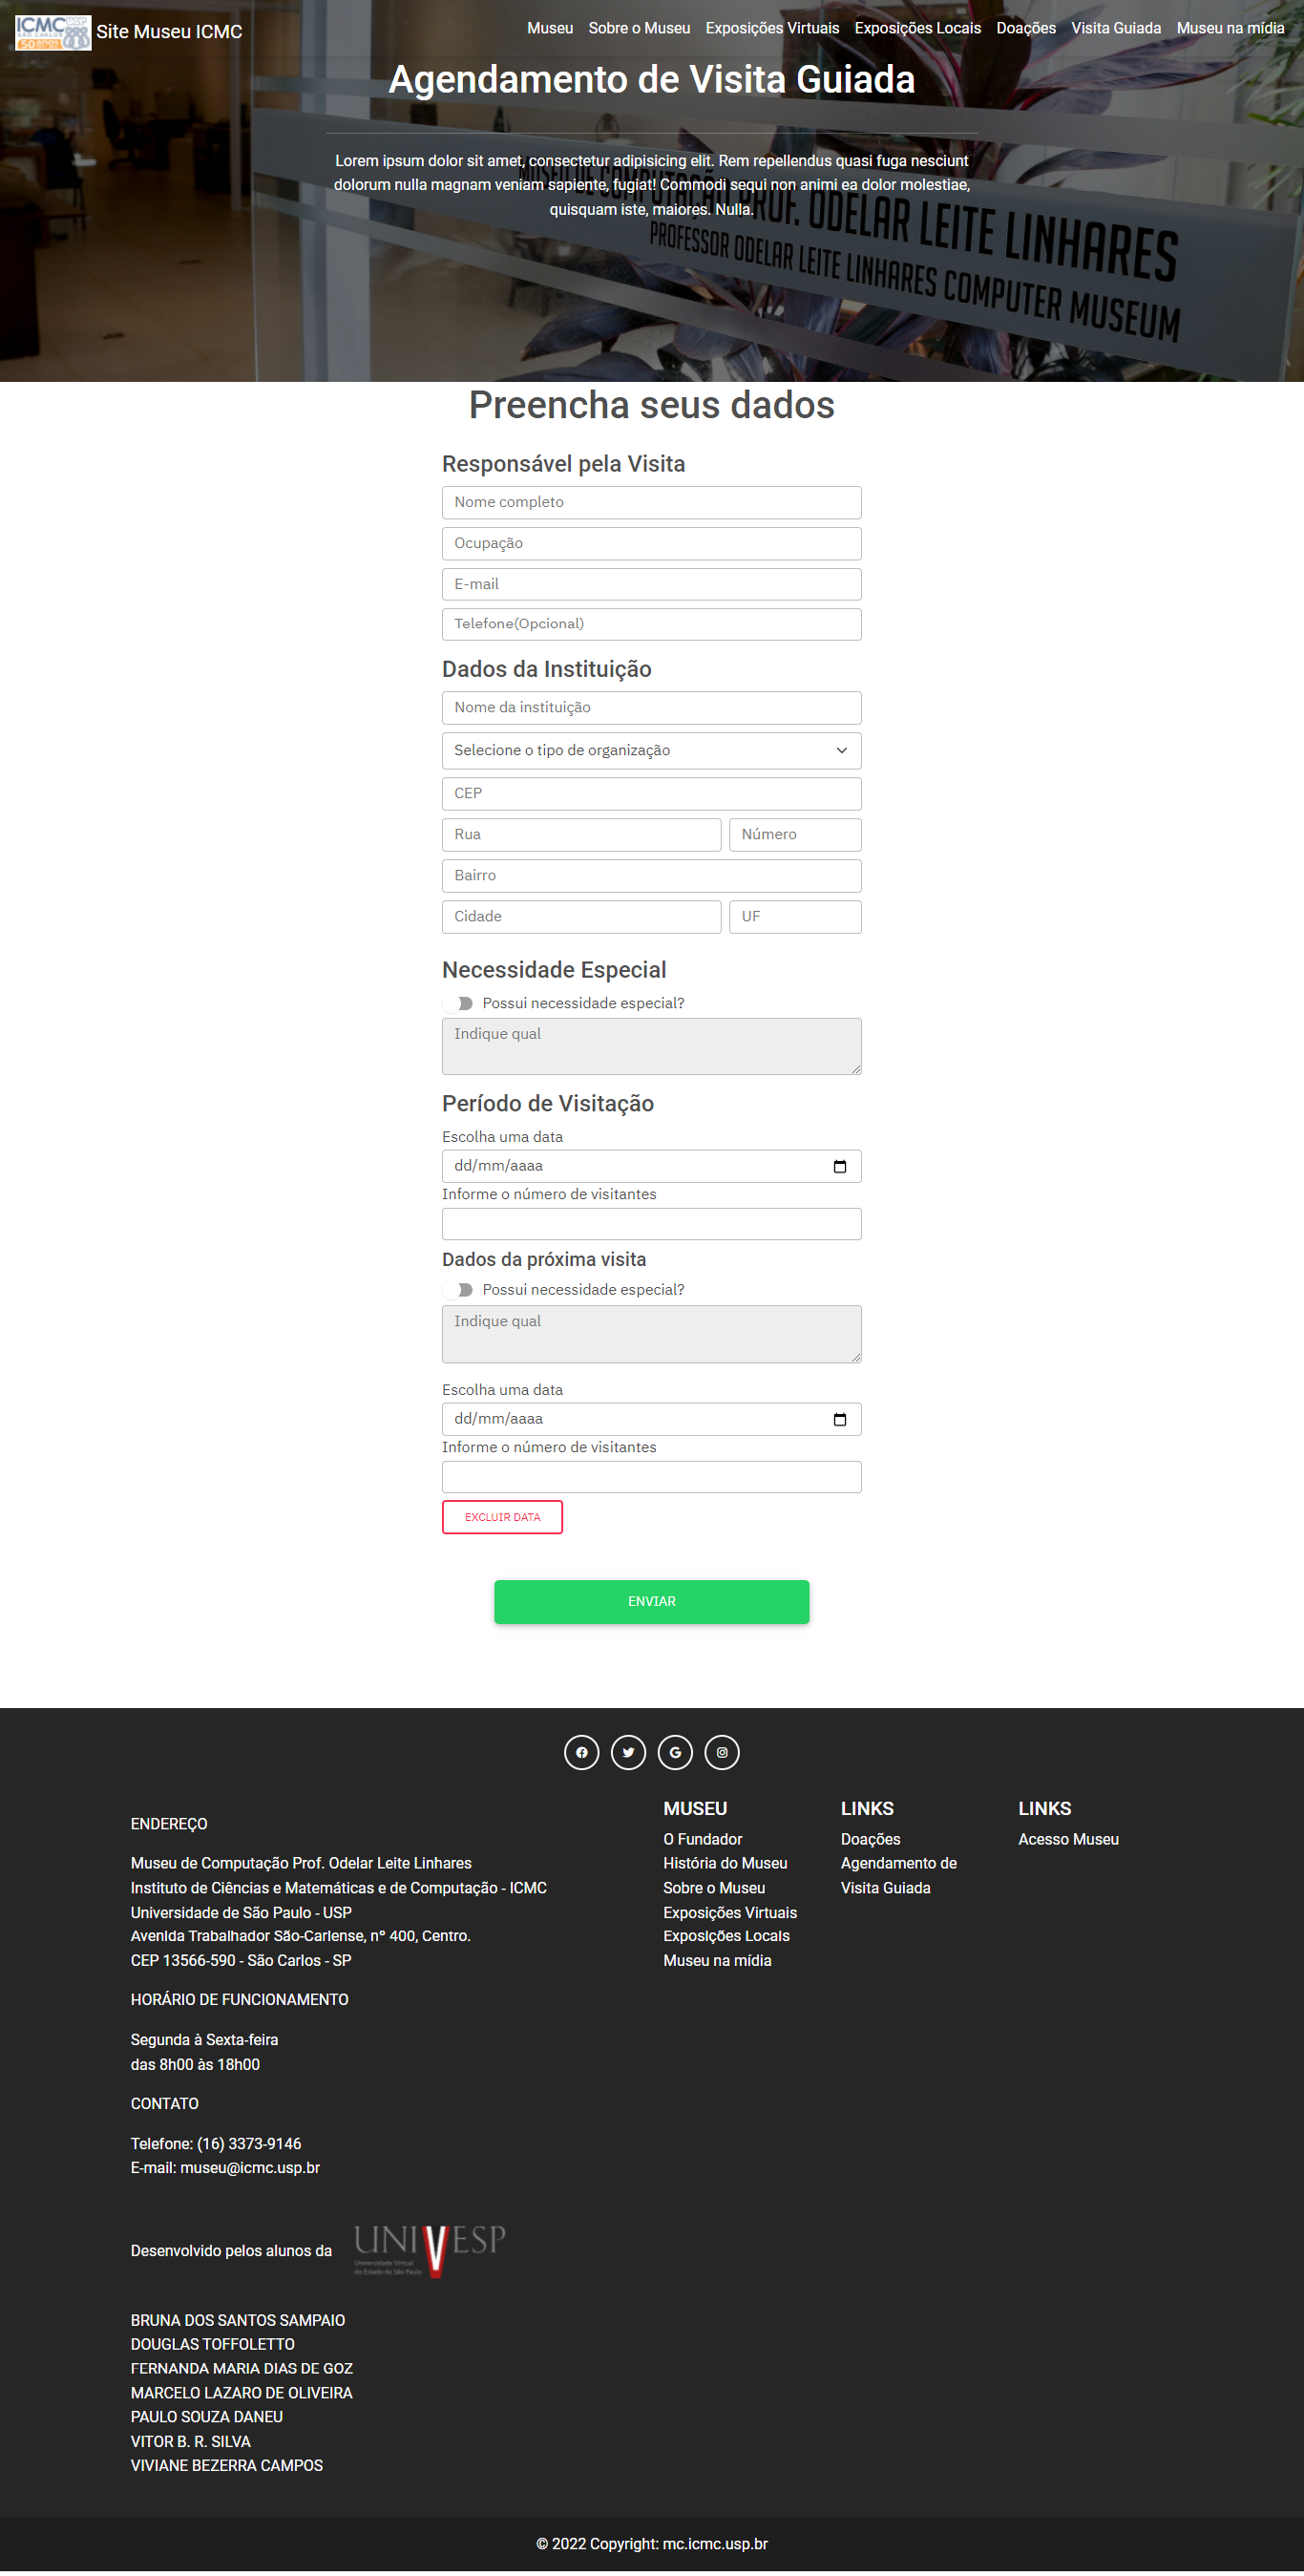 ICMC
SÃO CARLOS
50 anos
Site Museu ICMC
Museu
Sobre o Museu
Exposições Virtuais
Exposições Locais
Doações
Visita Guiada
Museu na mídia
Agendamento de Visita Guiada
Lorem ipsum dolor sit amet, consectetur adipisicing elit. Rem repellendus quasi fuga nesciunt
dolorum nulla magnam veniam sapiente, fugiat! Commodi sequi non animi ea dolor molestiae,
quisquam iste, maiores. Nulla.
MUSEU DE COMPUTAÇÃO PROF. ODELAR LEITE LINHARES
PROFESSOR ODELAR LEITE LINHARES COMPUTER MUSEUM
Preencha seus dados
Responsável pela Visita
Nome completo
Ocupação
E-mail
Telefone(Opcional)
Dados da Instituição
Nome da instituição
Selecione o tipo de organização
CEP
Rua
Número
Bairro
Cidade
UF
Necessidade Especial
Possui necessidade especial?
Indique qual
Período de Visitação
Escolha uma data
dd/mm/aaaa
Informe o número de visitantes
Dados da próxima visita
Possui necessidade especial?
Indique qual
Escolha uma data
dd/mm/aaaa
Informe o número de visitantes
EXCLUIR DATA
ENVIAR
ENDEREÇO
Museu de Computação Prof. Odelar Leite Linhares
Instituto de Ciências e Matemáticas e de Computação - ICMC
Universidade de São Paulo - USP
Avenida Trabalhador São-Carlense, nº 400, Centro.
CEP 13566-590 - São Carlos - SP
HORÁRIO DE FUNCIONAMENTO
Segunda à Sexta-feira
das 8h00 às 18h00
CONTATO
Telefone: (16) 3373-9146
E-mail: museu@icmc.usp.br
Desenvolvido pelos alunos da
UNIVESP
Universidade Virtual
do Estado de São Paulo
BRUNA DOS SANTOS SAMPAIO
DOUGLAS TOFFOLETTO
FERNANDA MARIA DIAS DE GOZ
MARCELO LAZARO DE OLIVEIRA
PAULO SOUZA DANEU
VITOR B. R. SILVA
VIVIANE BEZERRA CAMPOS
MUSEU
O Fundador
História do Museu
Sobre o Museu
Exposições Virtuais
Exposições Locais
Museu na mídia
LINKS
Doações
Agendamento de
Visita Guiada
LINKS
Acesso Museu
© 2022 Copyright: mc.icmc.usp.br